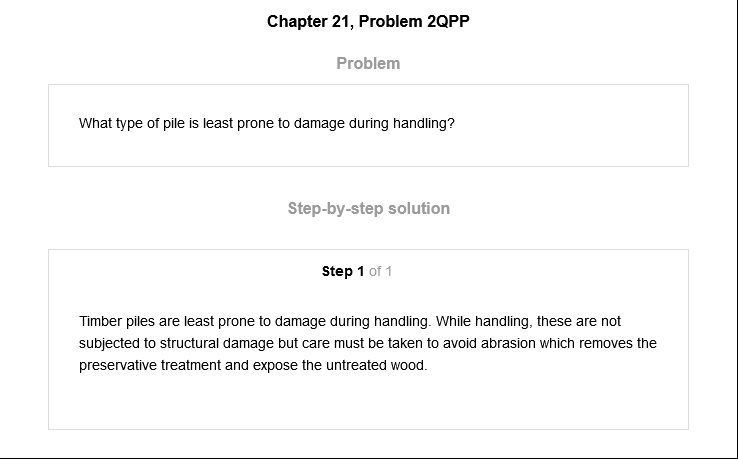 Chapter 21, Problem 2QPP
Problem
What type of pile is least prone to damage during handling?
Step-by-step solution
Step 1 of 1
Timber piles are least prone to damage during handling. While handling, these are not
subjected to structural damage but care must be taken to avoid abrasion which removes the
preservative treatment and expose the untreated wood.